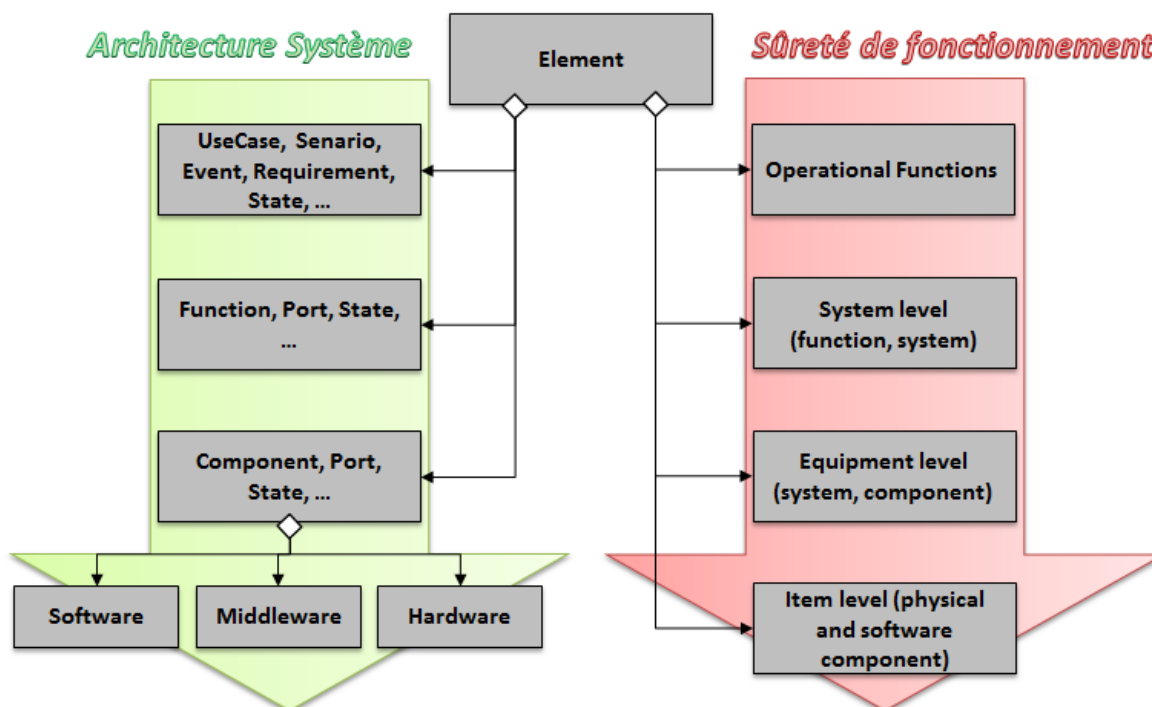 Architecture Système
Element
Sûreté de fonctionnement
UseCase, Senario,
Event, Requirement,
State, ...
Operational Functions
Function, Port, State,
...
System level
(function, system)
Component, Port,
State, ...
Equipment level
(system, component)
Software
Middleware
Hardware
Item level (physical
and software
component)